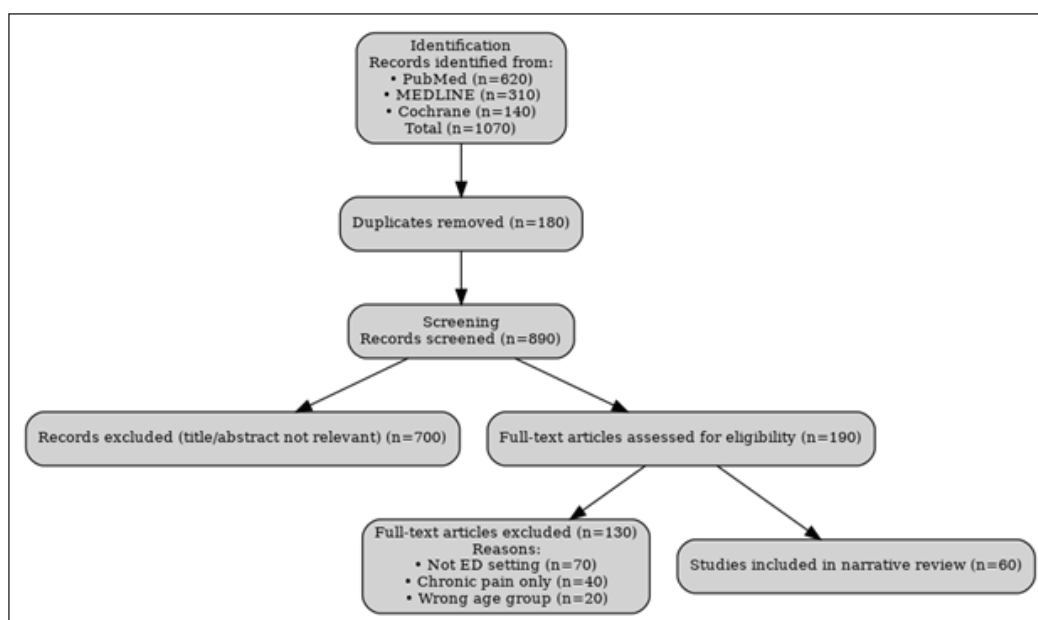 Identification
Records identified from:
• PubMed (n=620)
• MEDLINE (n=310)
• Cochrane (n=140)
Total (n=1070)
Duplicates removed (n=180)
Screening
Records screened (n=890)
Records excluded (title/abstract not relevant) (n=700)
Full-text articles assessed for eligibility (n=190)
Full-text articles excluded (n=130)
Reasons:
• Not ED setting (n=70)
• Chronic pain only (n=40)
• Wrong age group (n=20)
Studies included in narrative review (n=60)